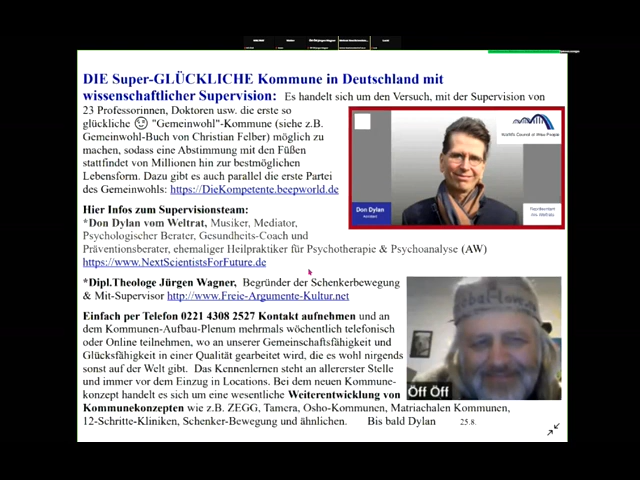 DIE Super-GLÜCKLICHE Kommune in Deutschland mit
wissenschaftlicher Supervision: Es handelt sich um den Versuch, mit der Supervision von
23 Professorinnen, Doktoren usw. die erste so
glückliche 😉 "Gemeinwohl"-Kommune (siehe z.B.
Gemeinwohl-Buch von Christian Felber) möglich zu
machen, sodass eine Abstimmung mit den Füßen
stattfindet von Millionen hin zur bestmöglichen
Lebensform. Dazu gibt es auch parallel die erste Partei
des Gemeinwohls: https://DieKompetente.beepworld.de
World's Council of Wise People
Don Dylan
Hier Infos zum Supervisionsteam:
*Don Dylan vom Weltrat, Musiker, Mediator,
Psychologischer Berater, Gesundheits-Coach und
Präventionsberater, ehemaliger Heilpraktiker für Psychotherapie & Psychoanalyse (AW)
https://www.NextScientistsForFuture.de
*Dipl.Theologe Jürgen Wagner, Begründer der Schenkerbewegung
& Mit-Supervisor http://www.Freie-Argumente-Kultur.net
Einfach per Telefon 0221 4308 2527 Kontakt aufnehmen und an
dem Kommunen-Aufbau-Plenum mehrmals wöchentlich telefonisch
oder Online teilnehmen, wo an unserer Gemeinschaftsfähigkeit und
Glücksfähigkeit in einer Qualität gearbeitet wird, die es wohl nirgends
sonst auf der Welt gibt. Das Kennenlernen steht an allererster Stelle
und immer vor dem Einzug in Locations. Bei dem neuen Kommune-
konzept handelt es sich um eine wesentliche Weiterentwicklung von
Kommunekonzepten wie z.B. ZEGG, Tamera, Osho-Kommunen, Matriachalen Kommunen,
12-Schritte-Kliniken, Schenker-Bewegung und ähnlichen. Bis bald Dylan 25.8.
Öff Öff